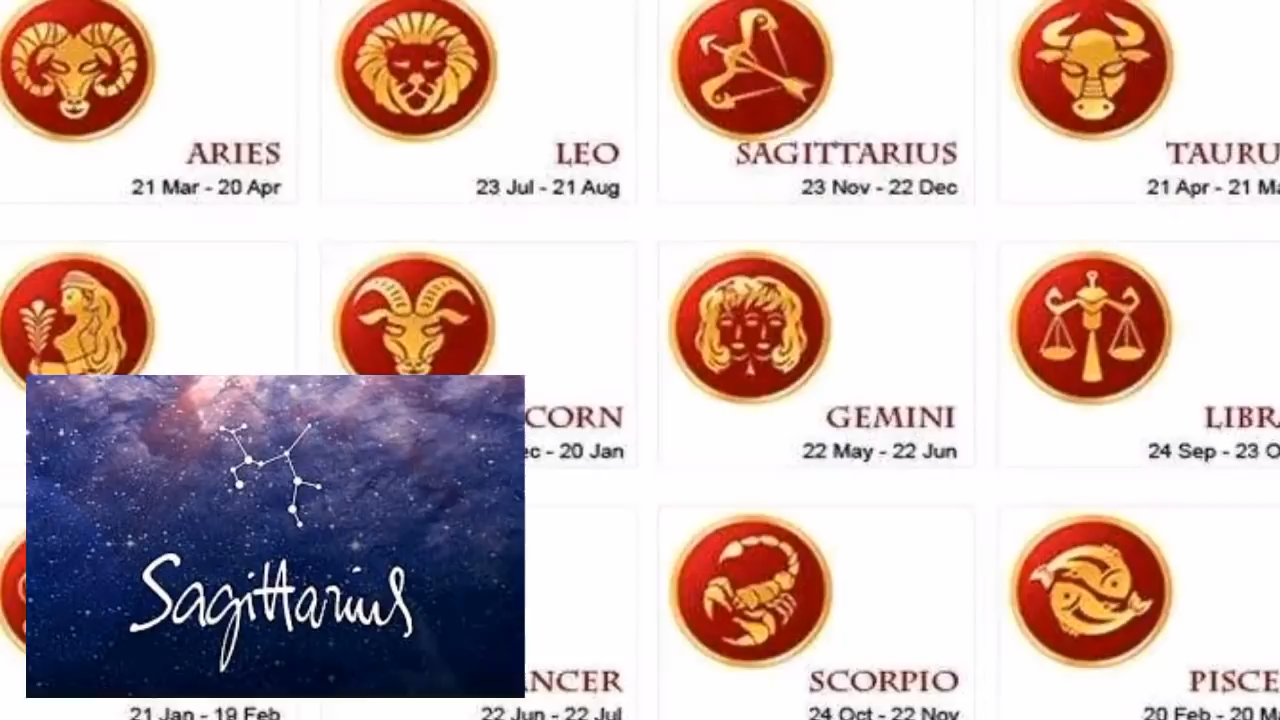 ARIES
21 Mar - 20 Apr
LEO
23 Jul - 21 Aug
SAGITTARIUS
23 Nov - 22 Dec
TAURU
21 Apr - 21 Ma
CORN
ec - 20 Jan
GEMINI
22 May - 22 Jun
LIBR
24 Sep - 23 O
Sagittarius
21 Jan - 19 Feb
NCER
22 Jun - 22 Jul
SCORPIO
24 Oct - 22 Nov
PISCE
20 Feb - 20 M